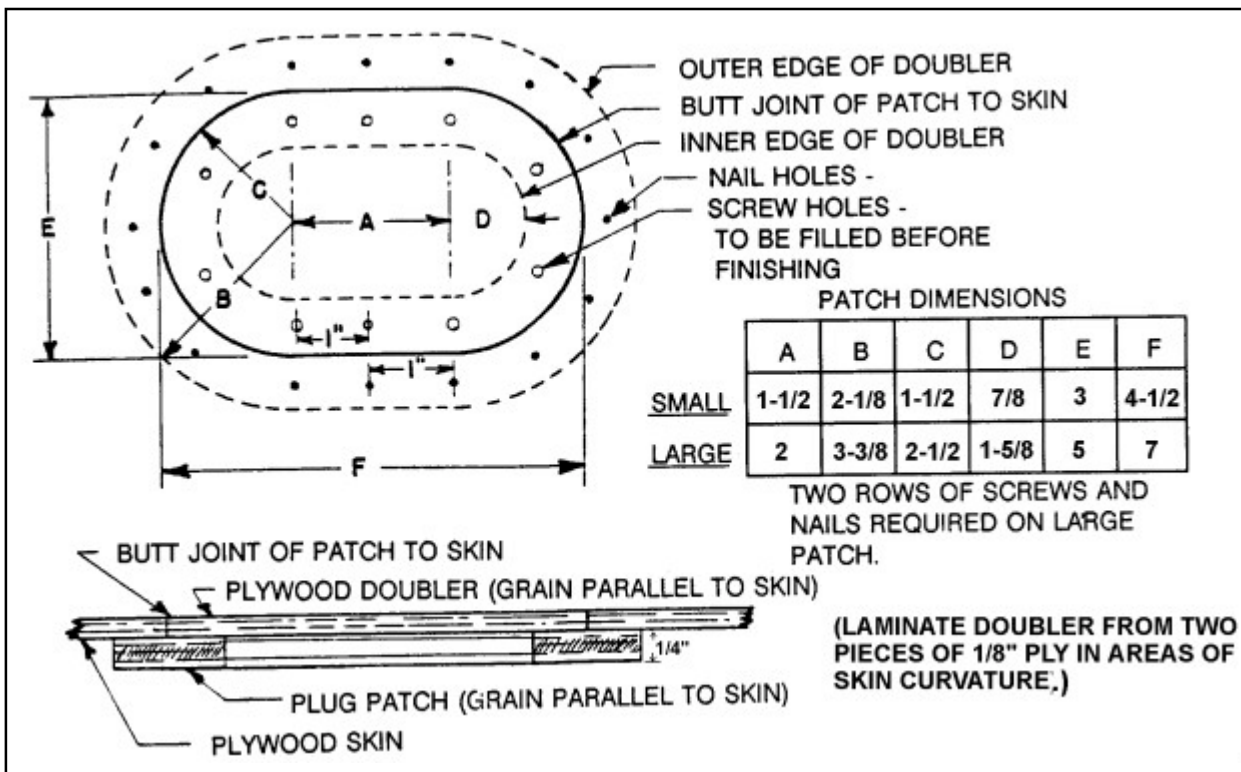 OUTER EDGE OF DOUBLER
BUTT JOINT OF PATCH TO SKIN
INNER EDGE OF DOUBLER
NAIL HOLES -
SCREW HOLES -
TO BE FILLED BEFORE
FINISHING
E
C
A
D
B
1"
1"
F
PATCH DIMENSIONS
A B C D E F
SMALL 1-1/2 2-1/8 1-1/2 7/8 3 4-1/2
LARGE 2 3-3/8 2-1/2 1-5/8 5 7
TWO ROWS OF SCREWS AND
NAILS REQUIRED ON LARGE
PATCH.
BUTT JOINT OF PATCH TO SKIN
PLYWOOD DOUBLER (GRAIN PARALLEL TO SKIN)
1/4"
PLUG PATCH (GRAIN PARALLEL TO SKIN)
PLYWOOD SKIN
(LAMINATE DOUBLER FROM TWO
PIECES OF 1/8" PLY IN AREAS OF
SKIN CURVATURE.)